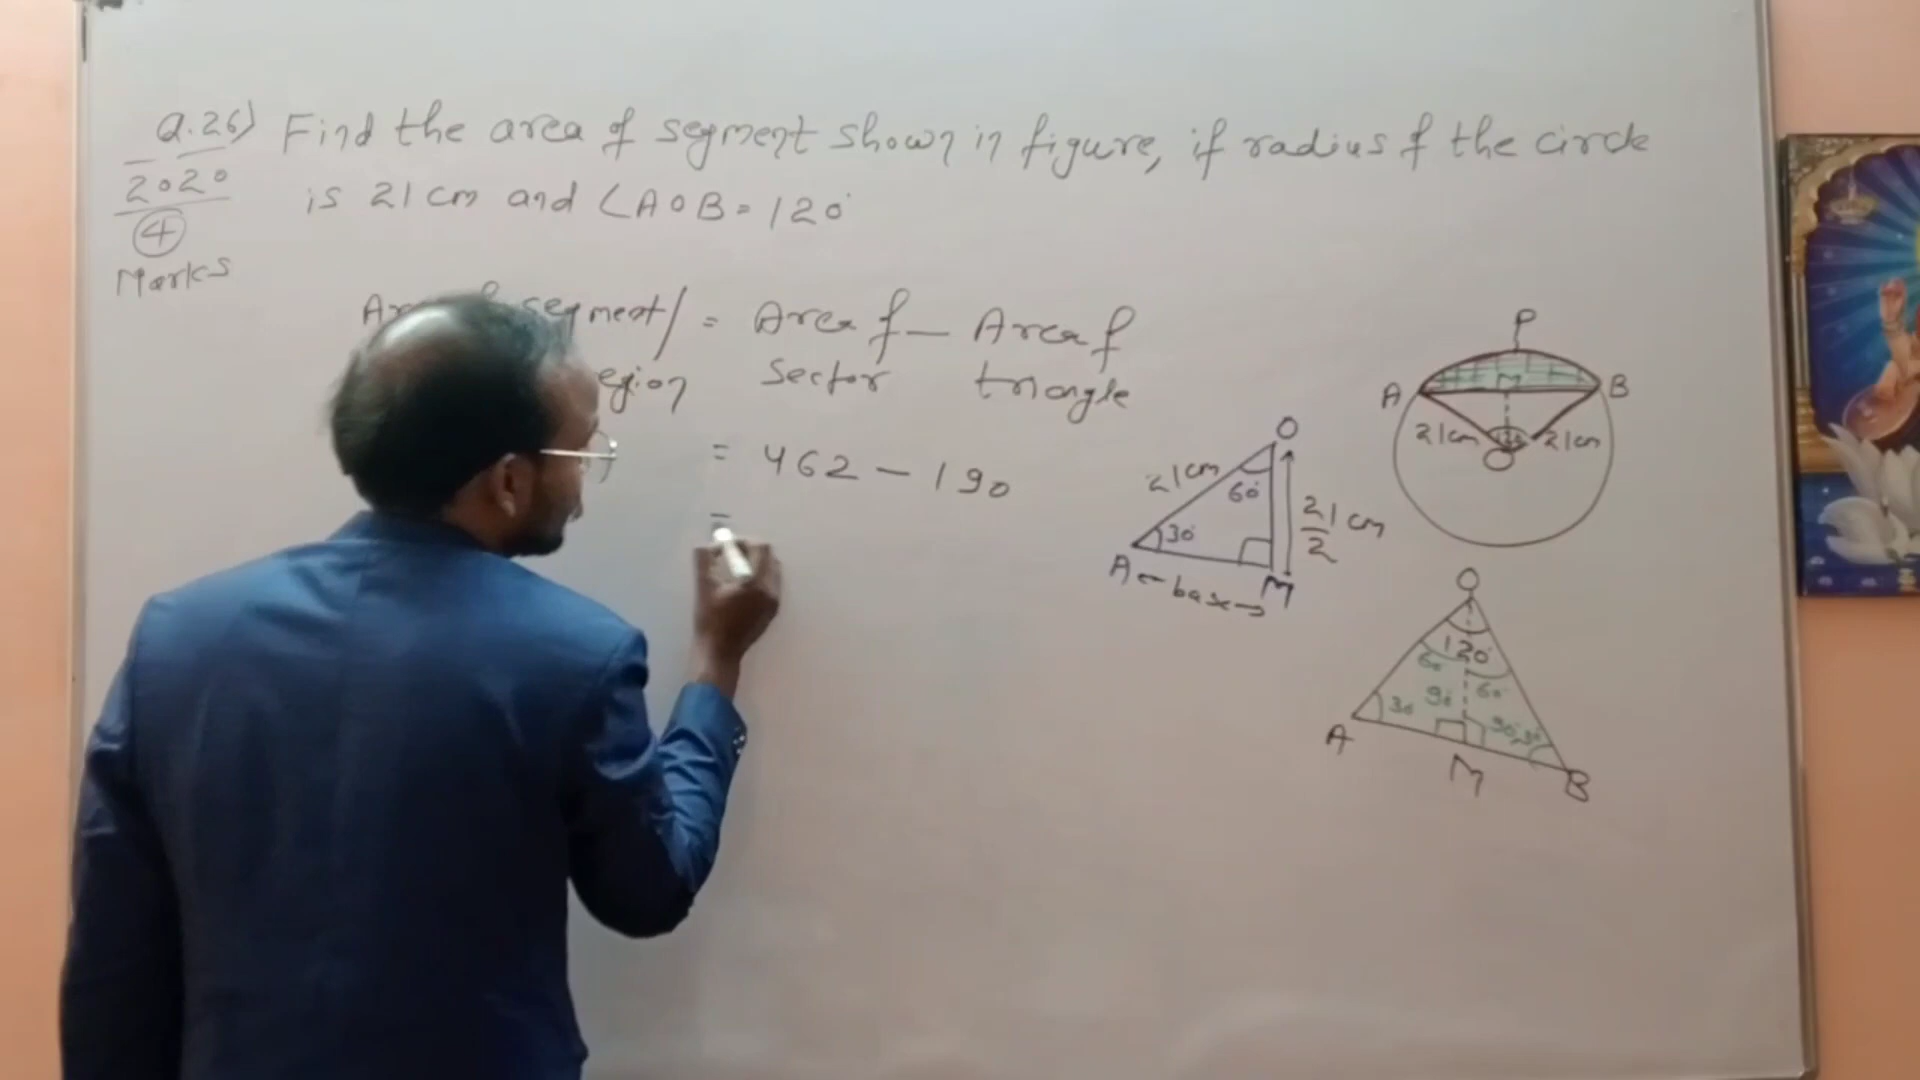 Q.26) Find the area of segment shown in figure, if radius of the circle
2020 is 21 cm and ∠AOB = 120°
④
Marks
segment/ = Area of — Area of
Sector triangle
= 462 — 190
=
P
A M B
21cm 120 21cm
O
O
21cm 60° 21/2 cm
30°
A ←base→ M
O
120°
60 60
30 90 90°
A M B